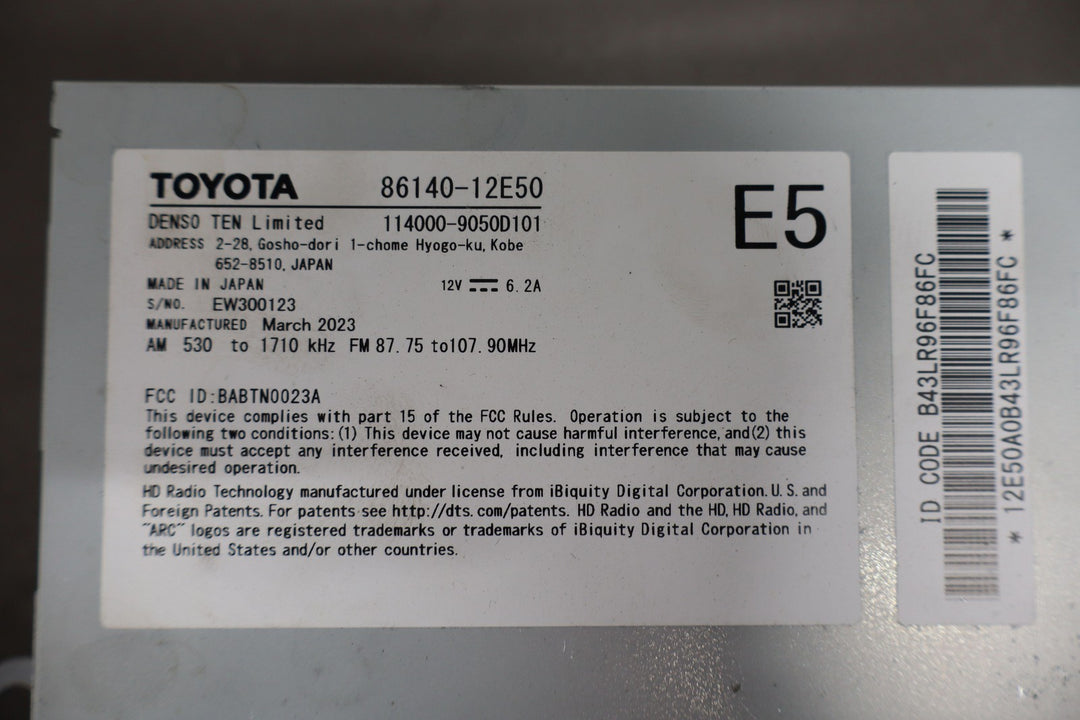 TOYOTA 86140-12E50
DENSO TEN Limited 114000-9050D101
ADDRESS 2-28, Gosho-dori 1-chome Hyogo-ku, Kobe
652-8510, JAPAN
MADE IN JAPAN 12V 6.2A
S/NO. EW300123
MANUFACTURED March 2023
AM 530 to 1710 kHz FM 87.75 to107.90MHz
E5
FCC ID:BABTN0023A
This device complies with part 15 of the FCC Rules. Operation is subject to the
following two conditions:(1) This device may not cause harmful interference, and(2) this
device must accept any interference received, including interference that may cause
undesired operation.
HD Radio Technology manufactured under license from iBiquity Digital Corporation. U.S. and
Foreign Patents. For patents see http://dts.com/patents. HD Radio and the HD, HD Radio, and
"ARC" logos are registered trademarks or trademarks of iBiquity Digital Corporation in
the United States and/or other countries.
ID CODE B43LR96F86FC
* 12E50A0B43LR96F86FC *